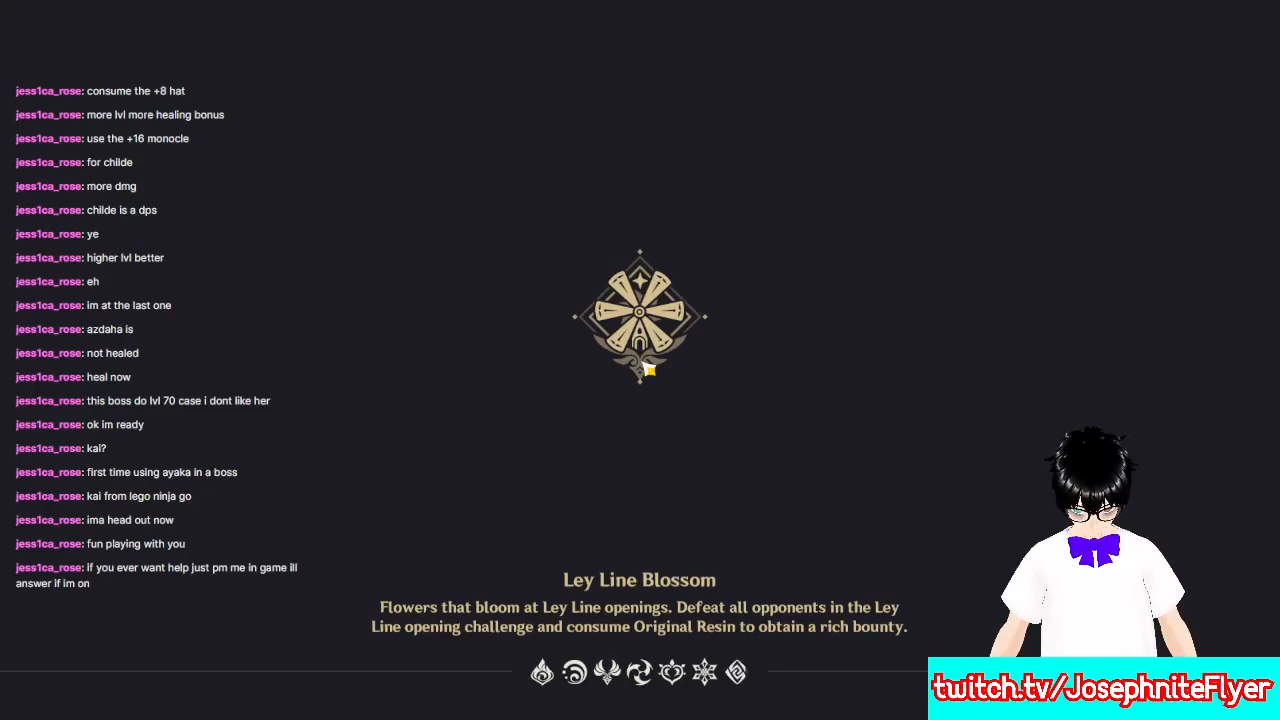 jess1ca_rose: consume the +8 hat
jess1ca_rose: more lvl more healing bonus
jess1ca_rose: use the +16 monocle
jess1ca_rose: for childe
jess1ca_rose: more dmg
jess1ca_rose: childe is a dps
jess1ca_rose: ye
jess1ca_rose: higher lvl better
jess1ca_rose: eh
jess1ca_rose: im at the last one
jess1ca_rose: azdaha is
jess1ca_rose: not healed
jess1ca_rose: heal now
jess1ca_rose: this boss do lvl 70 case i dont like her
jess1ca_rose: ok im ready
jess1ca_rose: kai?
jess1ca_rose: first time using ayaka in a boss
jess1ca_rose: kai from lego ninja go
jess1ca_rose: ima head out now
jess1ca_rose: fun playing with you
jess1ca_rose: if you ever want help just pm me in game ill
answer if im on
Ley Line Blossom
Flowers that bloom at Ley Line openings. Defeat all opponents in the Ley
Line opening challenge and consume Original Resin to obtain a rich bounty.
twitch.tv/JosephniteFlyer